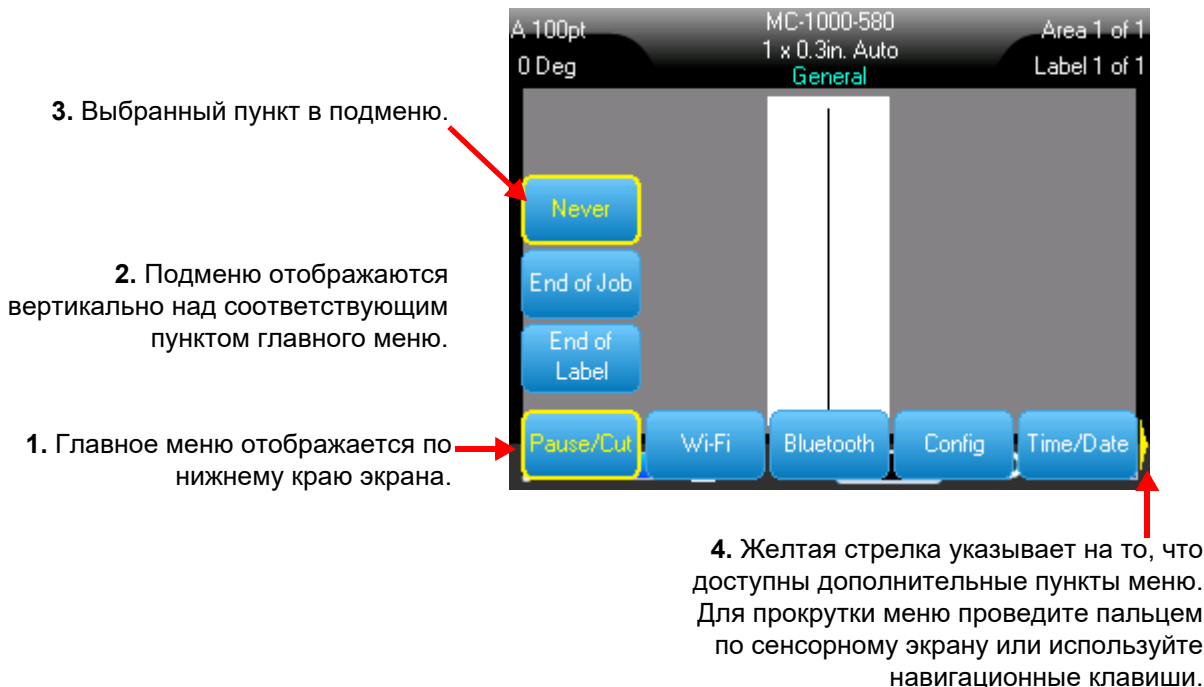 A 100pt
MC-1000-580
Area 1 of 1
1 x 0.3in. Auto
0 Deg
General
Label 1 of 1
3. Выбранный пункт в подменю.
Never
2. Подменю отображаются
вертикально над соответствующим
пунктом главного меню.
End of Job
End of
Label
1. Главное меню отображается по
нижнему краю экрана.
Pause/Cut
Wi-Fi
Bluetooth
Config
Time/Date
4. Желтая стрелка указывает на то, что
доступны дополнительные пункты меню.
Для прокрутки меню проведите пальцем
по сенсорному экрану или используйте
навигационные клавиши.